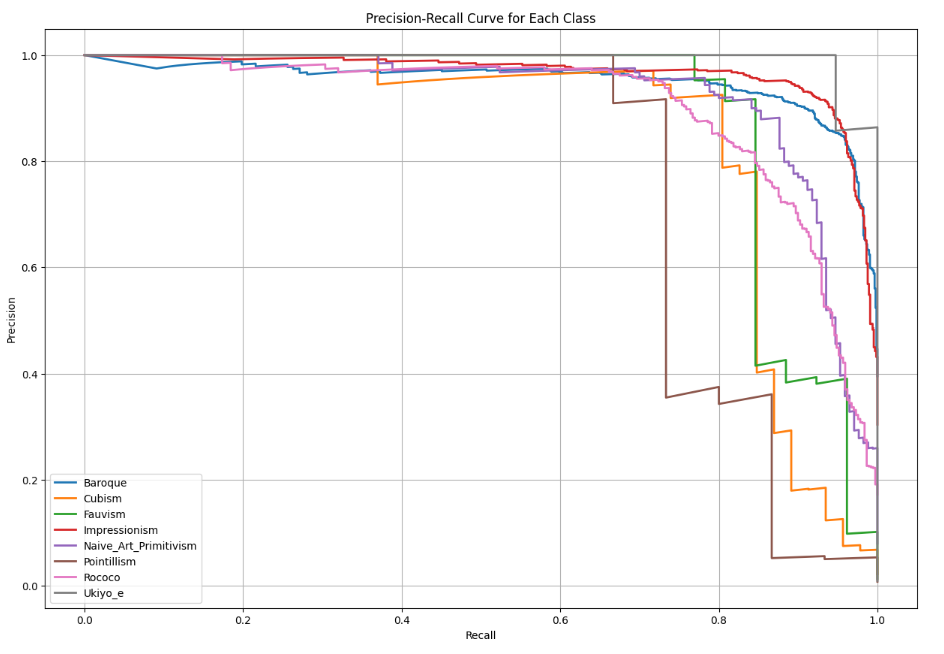 Precision-Recall Curve for Each Class
1.0
0.8
0.6
0.4
0.2
0.0
Precision
Baroque
Cubism
Fauvism
Impressionism
Naive_Art_Primitivism
Pointillism
Rococo
Ukiyo_e
0.0 0.2 0.4 0.6 0.8 1.0
Recall